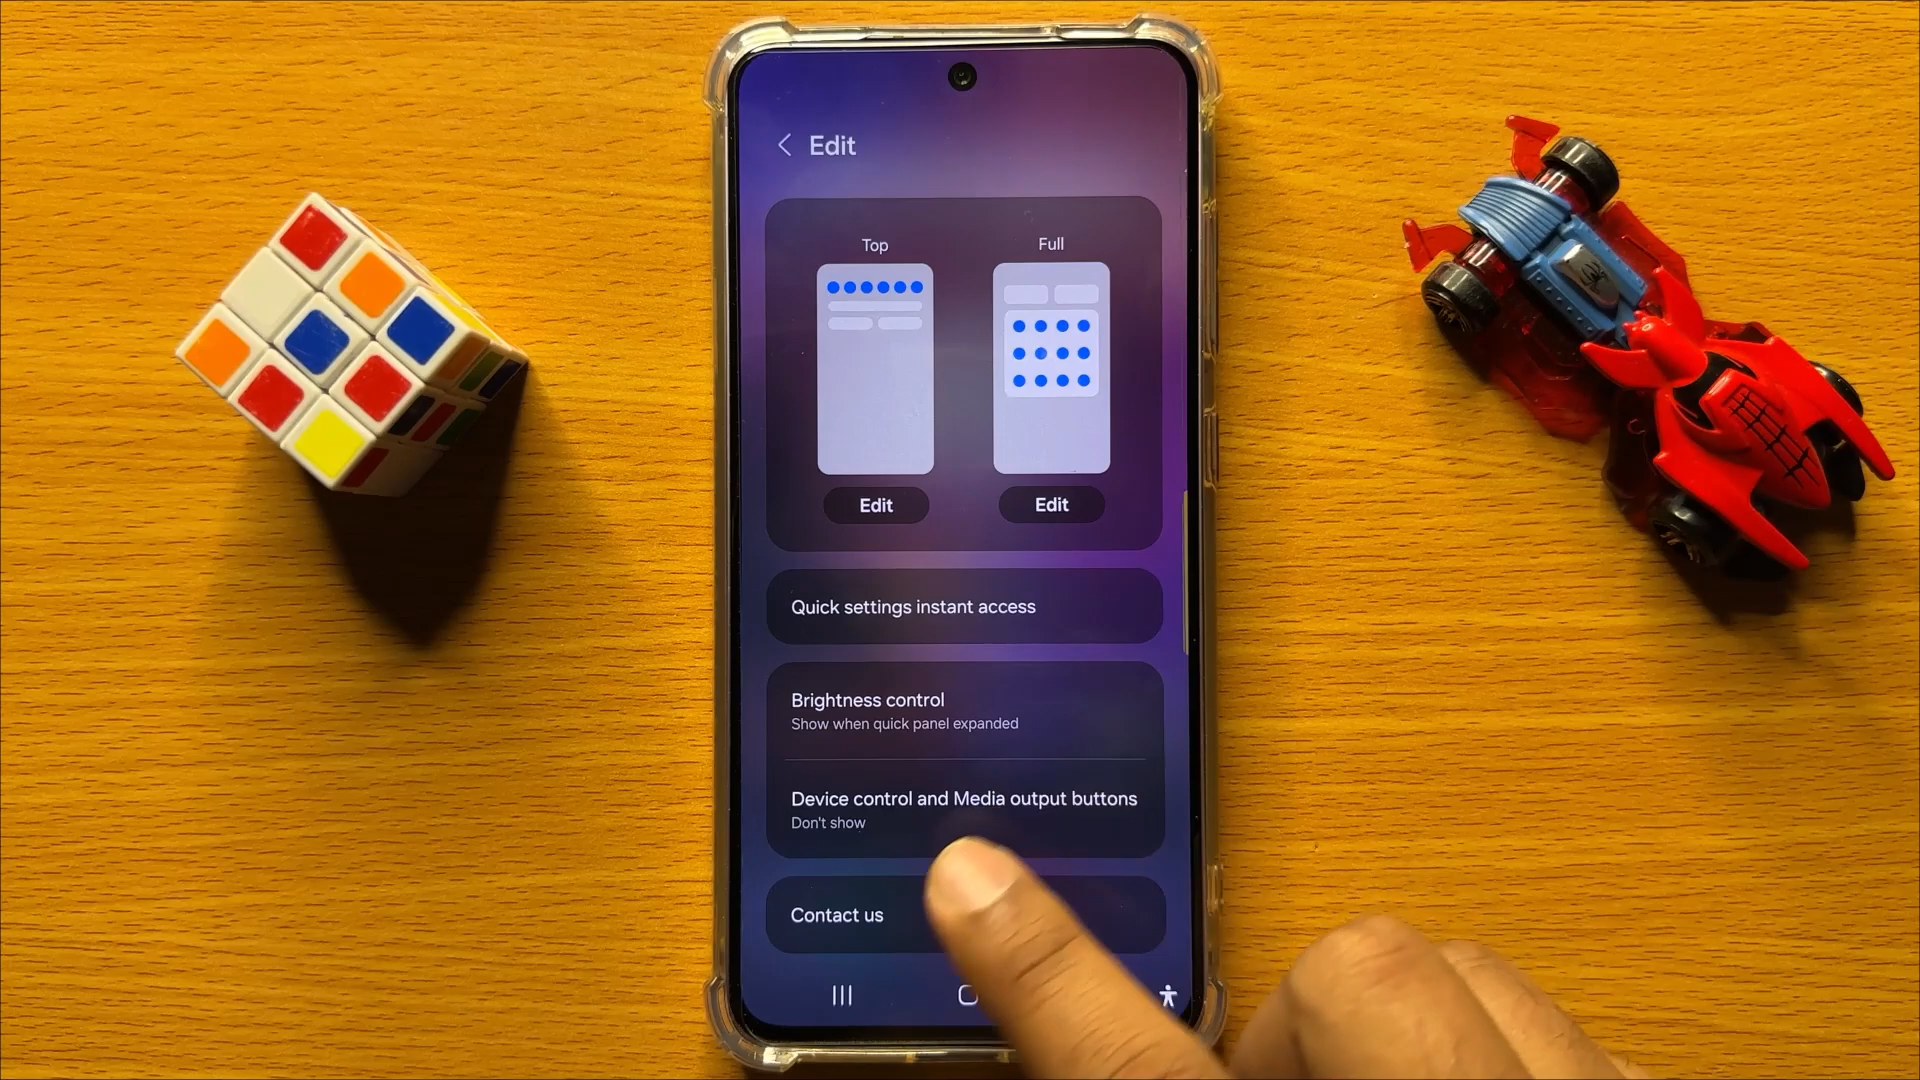 Edit
Top
Full
Edit
Edit
Quick settings instant access
Brightness control
Show when quick panel expanded
Device control and Media output buttons
Don't show
Contact us